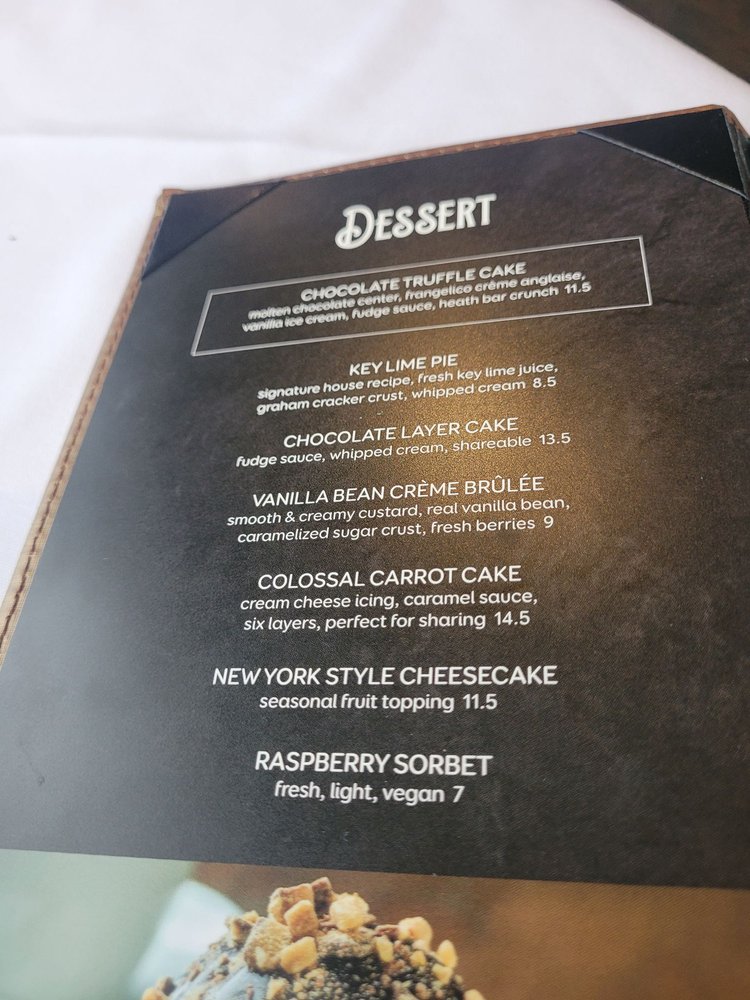 DESSERT
CHOCOLATE TRUFFLE CAKE
molten chocolate center, frangelico crème anglaise,
vanilla ice cream, fudge sauce, heath bar crunch 11.5
KEY LIME PIE
signature house recipe, fresh key lime juice,
graham cracker crust, whipped cream 8.5
CHOCOLATE LAYER CAKE
fudge sauce, whipped cream, shareable 13.5
VANILLA BEAN CRÈME BRÛLÉE
smooth & creamy custard, real vanilla bean,
caramelized sugar crust, fresh berries 9
COLOSSAL CARROT CAKE
cream cheese icing, caramel sauce,
six layers, perfect for sharing 14.5
NEW YORK STYLE CHEESECAKE
seasonal fruit topping 11.5
RASPBERRY SORBET
fresh, light, vegan 7